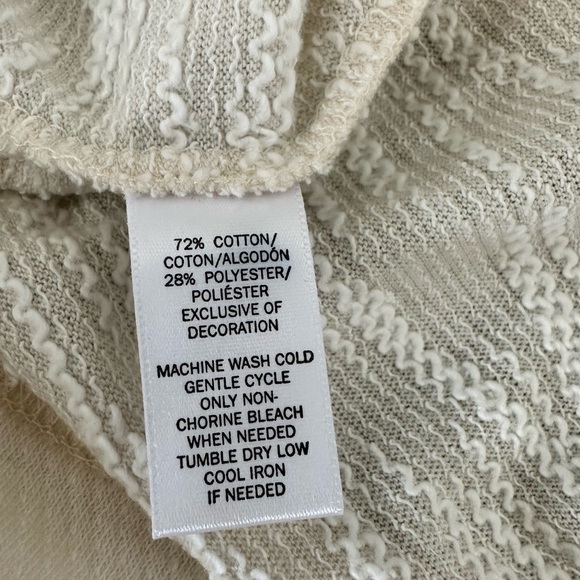 72% COTTON/
COTON/ALGODÓN
28% POLYESTER/
POLIÉSTER
EXCLUSIVE OF
DECORATION
MACHINE WASH COLD
GENTLE CYCLE
ONLY NON-
CHORINE BLEACH
WHEN NEEDED
TUMBLE DRY LOW
COOL IRON
IF NEEDED